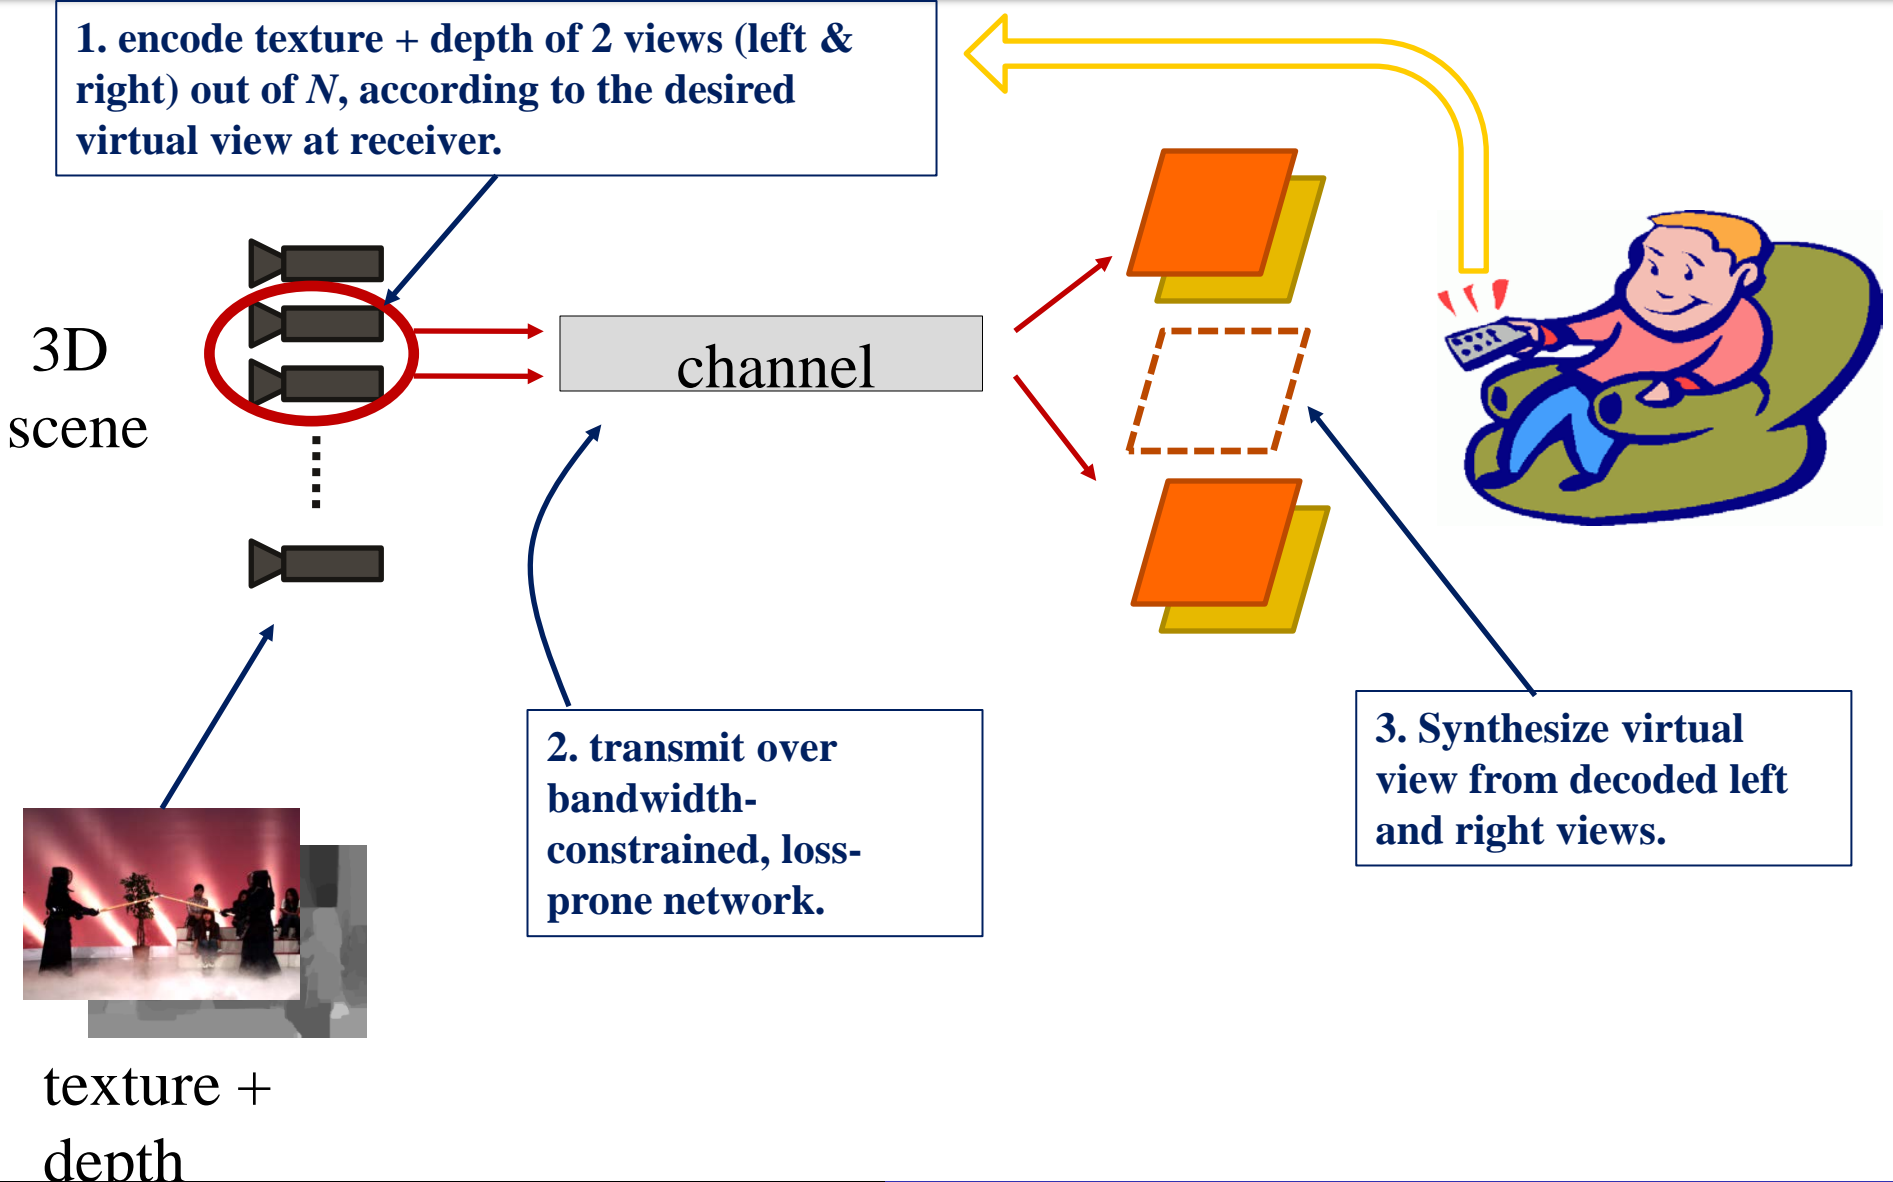 1. encode texture + depth of 2 views (left &
right) out of N, according to the desired
virtual view at receiver.
3D
scene
channel
2. transmit over
bandwidth-
constrained, loss-
prone network.
3. Synthesize virtual
view from decoded left
and right views.
texture +
depth